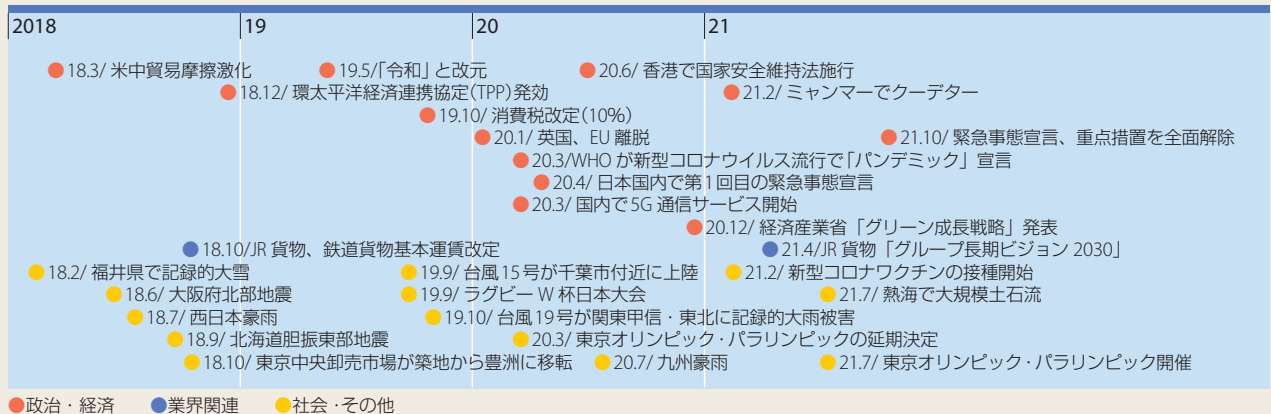 2018 19 20 21
18.3/ 米中貿易摩擦激化 19.5/「令和」と改元 20.6/ 香港で国家安全維持法施行
18.12/ 環太平洋経済連携協定(TPP)発効 21.2/ ミャンマーでクーデター
19.10/ 消費税改定(10%)
20.1/ 英国、EU 離脱 21.10/ 緊急事態宣言、重点措置を全面解除
20.3/WHO が新型コロナウイルス流行で「パンデミック」宣言
20.4/ 日本国内で第1回目の緊急事態宣言
20.3/ 国内で5G 通信サービス開始
20.12/ 経済産業省「グリーン成長戦略」発表
18.10/JR 貨物、鉄道貨物基本運賃改定 21.4/JR 貨物「グループ長期ビジョン 2030」
18.2/ 福井県で記録的大雪 19.9/ 台風15号が千葉市付近に上陸 21.2/ 新型コロナワクチンの接種開始
18.6/ 大阪府北部地震 19.9/ ラグビー W 杯日本大会 21.7/ 熱海で大規模土石流
18.7/ 西日本豪雨 19.10/ 台風19号が関東甲信・東北に記録的大雨被害
18.9/ 北海道胆振東部地震 20.3/ 東京オリンピック・パラリンピックの延期決定
18.10/ 東京中央卸売市場が築地から豊洲に移転 20.7/ 九州豪雨 21.7/ 東京オリンピック・パラリンピック開催
政治・経済 業界関連 社会・その他